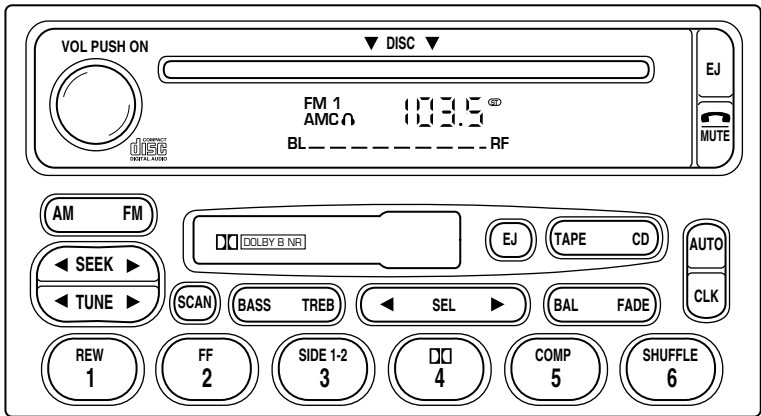 VOL PUSH ON
▼ DISC ▼
EJ
FM 1
103.5 ST
AMC
BL RF
MUTE
COMPACT
disc
DIGITAL AUDIO
AM FM
DOLBY B NR
EJ
TAPE CD
AUTO
◀ SEEK ▶
◀ TUNE ▶
SCAN
BASS TREB
◀ SEL ▶
BAL FADE
CLK
REW
1
FF
2
SIDE 1-2
3
4
COMP
5
SHUFFLE
6